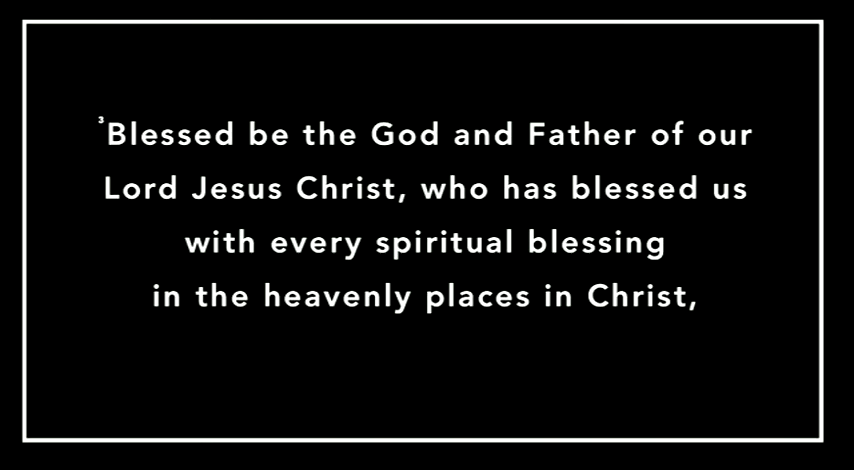 ³Blessed be the God and Father of our
Lord Jesus Christ, who has blessed us
with every spiritual blessing
in the heavenly places in Christ,